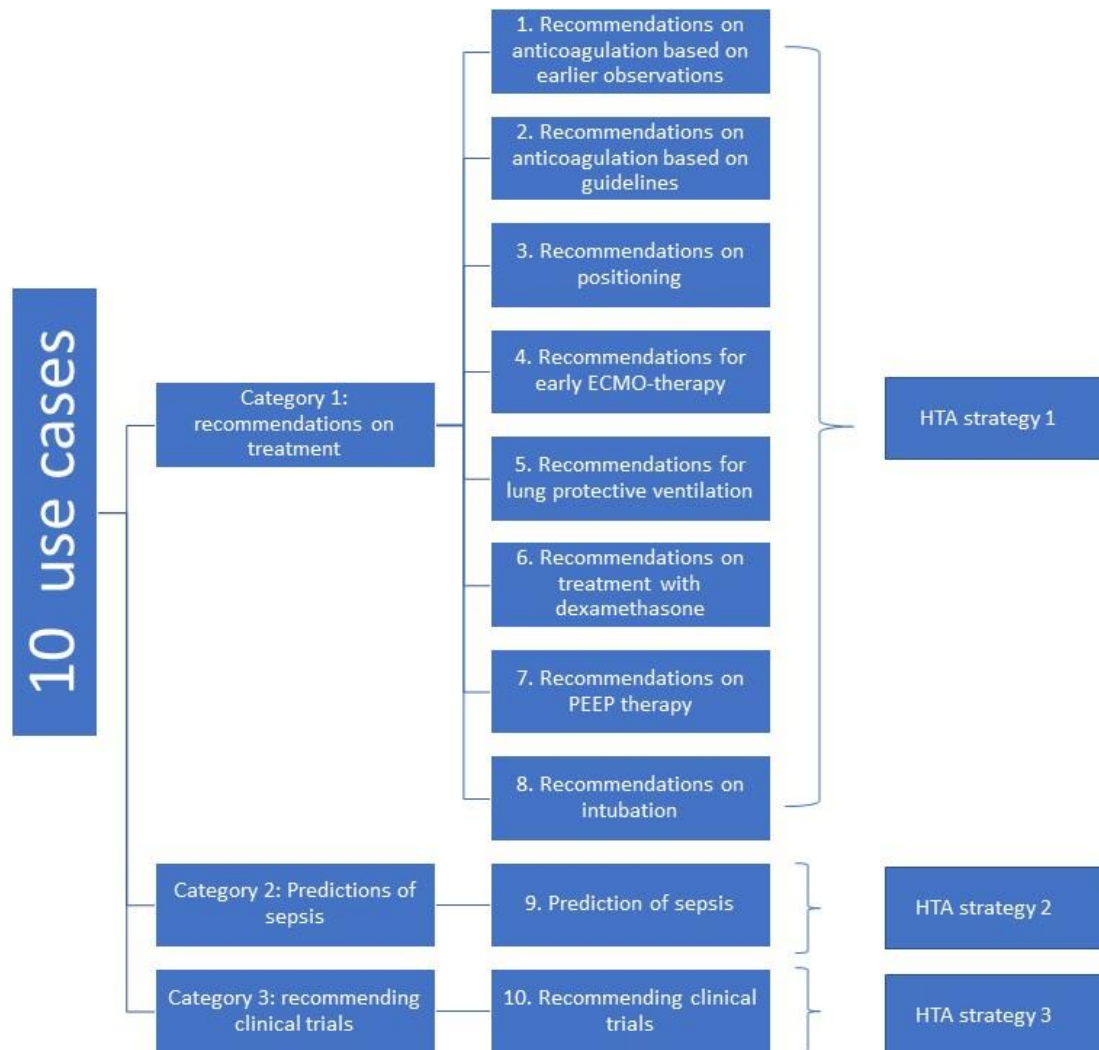 10 use cases
Category 1:
recommendations on
treatment
1. Recommendations on
anticoagulation based on
earlier observations
2. Recommendations on
anticoagulation based on
guidelines
3. Recommendations on
positioning
4. Recommendations for
early ECMO-therapy
5. Recommendations for
lung protective ventilation
6. Recommendations on
treatment with
dexamethasone
7. Recommendations on
PEEP therapy
8. Recommendations on
intubation
HTA strategy 1
Category 2: Predictions of
sepsis
9. Prediction of sepsis
HTA strategy 2
Category 3: recommending
clinical trials
10. Recommending clinical
trials
HTA strategy 3